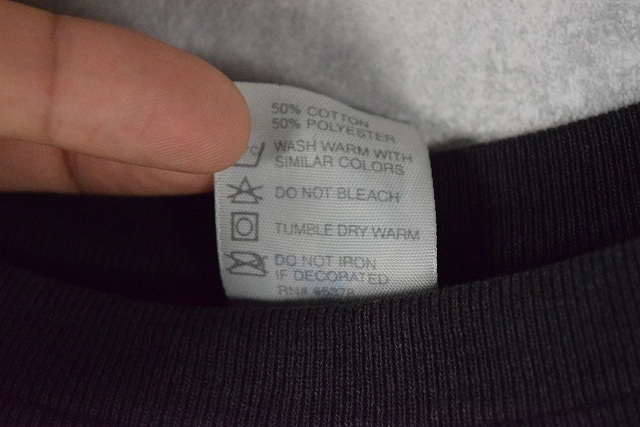 50% COTTON
50% POLYESTER
WASH WARM WITH
SIMILAR COLORS
DO NOT BLEACH
TUMBLE DRY WARM
DO NOT IRON
IF DECORATED
RN#